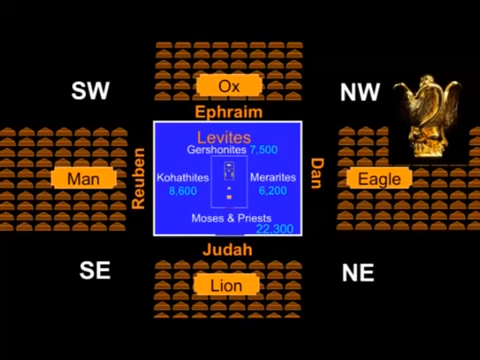 Ox
SW
NW
Ephraim
Levites
Gershonites 7,500
Reuben
Man
Kohathites
8,600
Merarites
6,200
Dan
Eagle
Moses & Priests
22,300
Judah
SE
NE
Lion